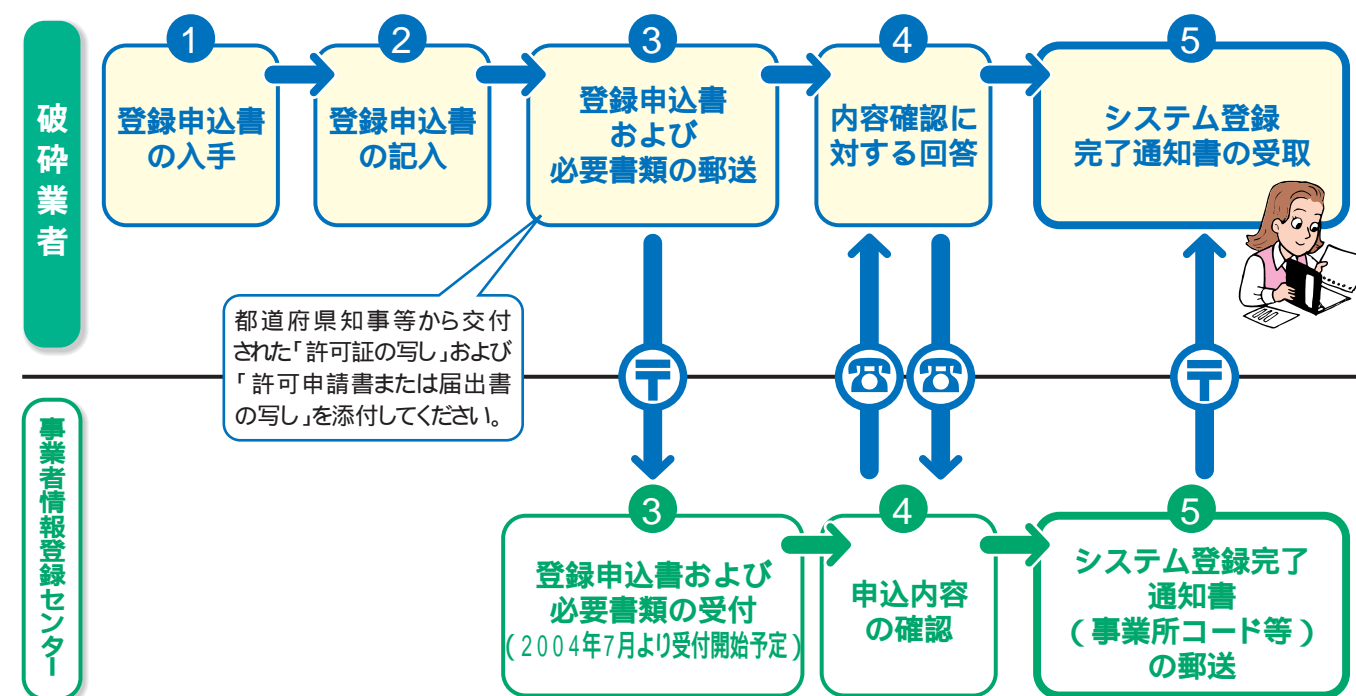 破砕業者
1
登録申込書
の入手
2
登録申込書
の記入
3
登録申込書
および
必要書類の郵送
4
内容確認に
対する回答
5
システム登録
完了通知書の受取
都道府県知事等から交付
された「許可証の写し」および
「許可申請書または届出書
の写し」を添付してください。
〒
〒
事業者情報登録センター
3
登録申込書および
必要書類の受付
(2004年7月より受付開始予定)
4
申込内容
の確認
5
システム登録完了
通知書
(事業所コード等)
の郵送